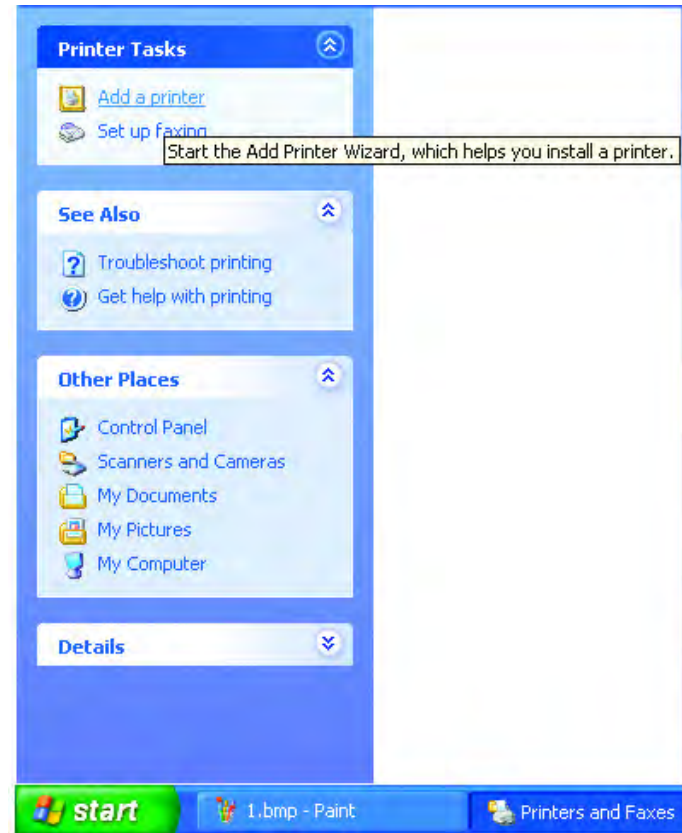 Printer Tasks
Add a printer
Set up faxing
Start the Add Printer Wizard, which helps you install a printer.
See Also
Troubleshoot printing
Get help with printing
Other Places
Control Panel
Scanners and Cameras
My Documents
My Pictures
My Computer
Details
start
1.bmp - Paint
Printers and Faxes